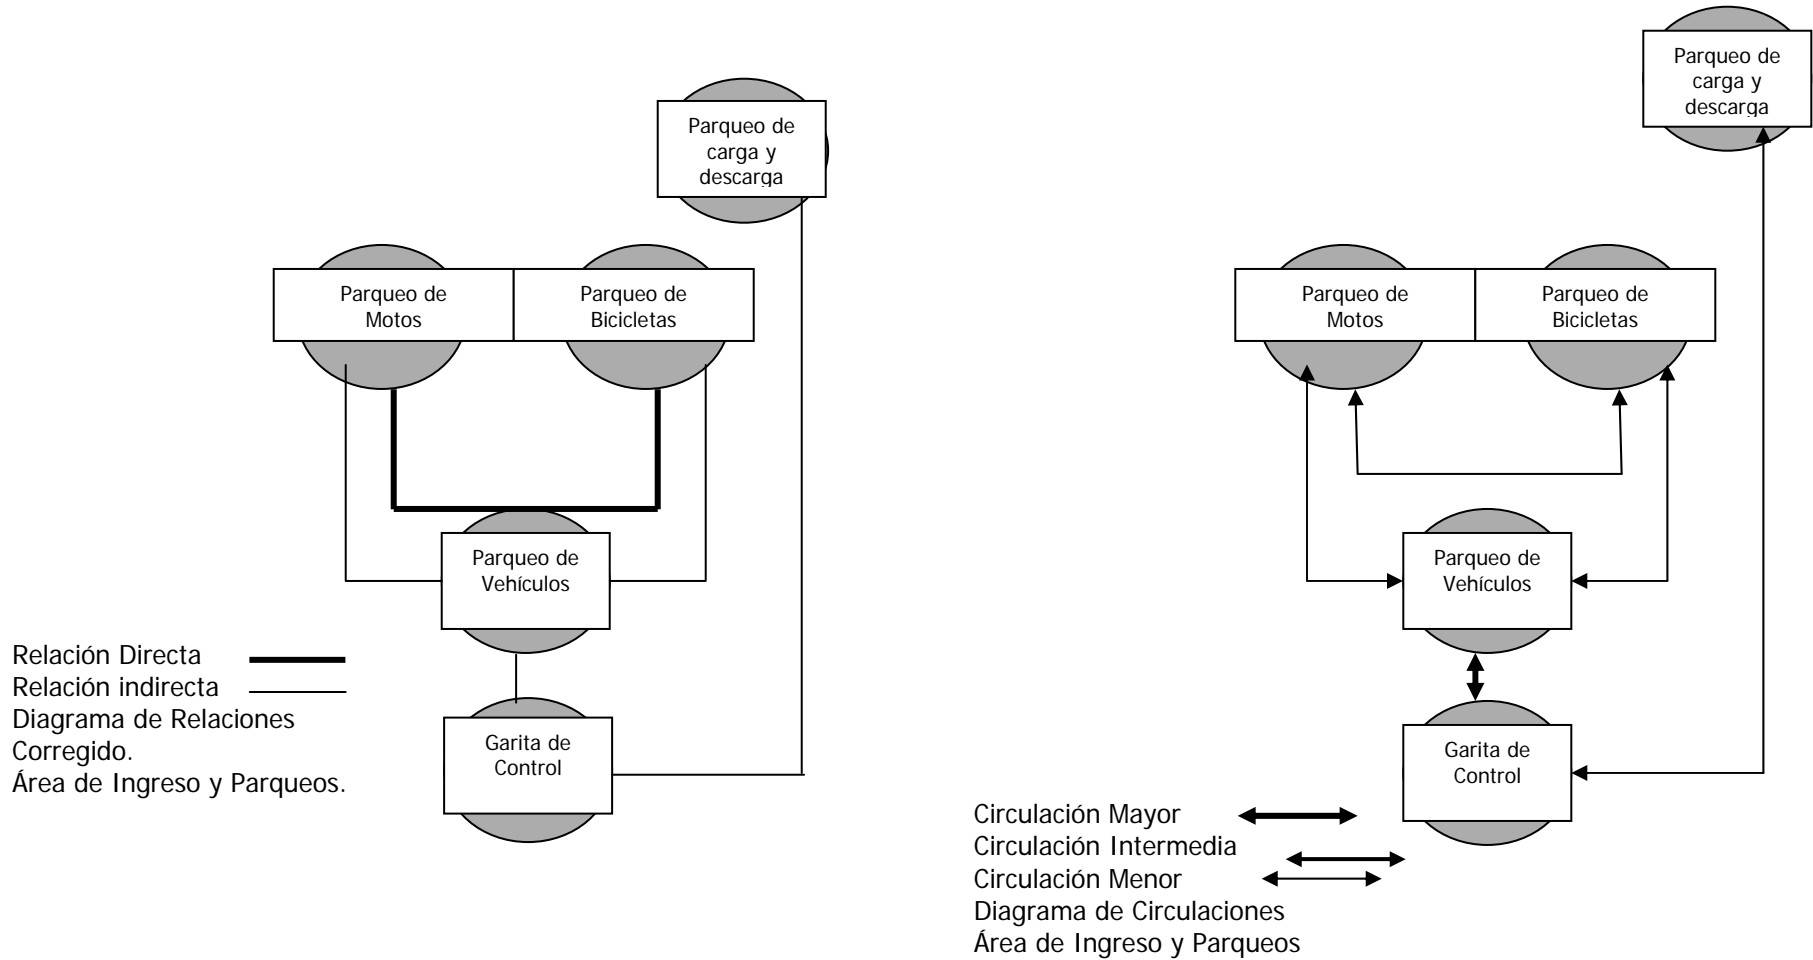 Parqueo de
carga y
descarga
Parqueo de
Motos
Parqueo de
Bicicletas
Parqueo de
Vehículos
Garita de
Control
Relación Directa
Relación indirecta
Diagrama de Relaciones
Corregido.
Área de Ingreso y Parqueos.
Parqueo de
carga y
descarga
Parqueo de
Motos
Parqueo de
Bicicletas
Parqueo de
Vehículos
Garita de
Control
Circulación Mayor
Circulación Intermedia
Circulación Menor
Diagrama de Circulaciones
Área de Ingreso y Parqueos